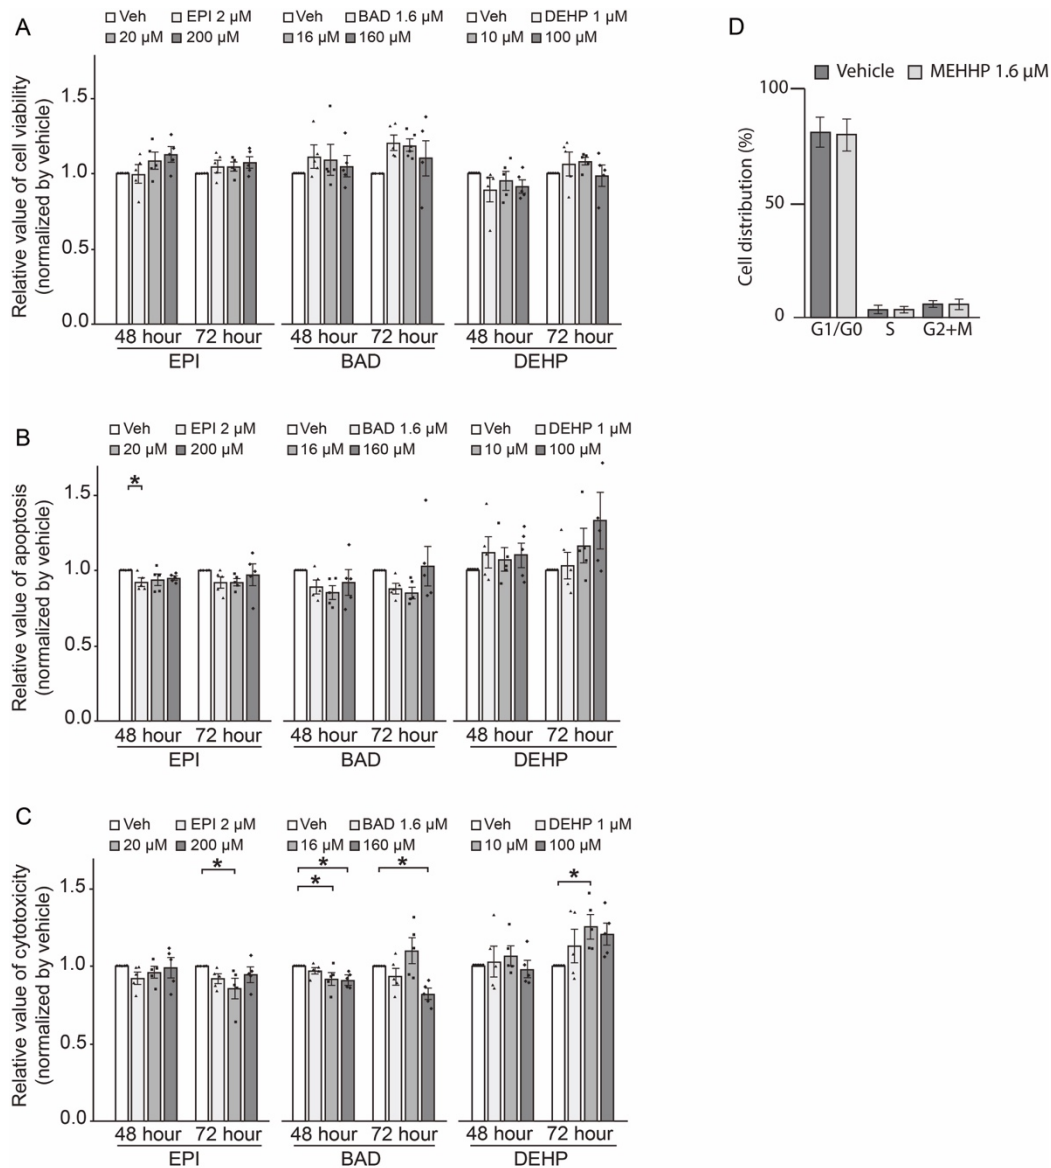 A
Veh EPI 2 µM
20 µM 200 µM
Veh BAD 1.6 µM
16 µM 160 µM
Veh DEHP 1 µM
10 µM 100 µM
Relative value of cell viability
(normalized by vehicle)
1.5
1.0
0.5
0.0
48 hour 72 hour
EPI
48 hour 72 hour
BAD
48 hour 72 hour
DEHP
D
Vehicle MEHHP 1.6 µM
Cell distribution (%)
100
50
0
G1/G0 S G2+M
B
Veh EPI 2 µM
20 µM 200 µM
Veh BAD 1.6 µM
16 µM 160 µM
Veh DEHP 1 µM
10 µM 100 µM
Relative value of apoptosis
(normalized by vehicle)
1.5
1.0
0.5
0.0
*
48 hour 72 hour
EPI
48 hour 72 hour
BAD
48 hour 72 hour
DEHP
C
Veh EPI 2 µM
20 µM 200 µM
Veh BAD 1.6 µM
16 µM 160 µM
Veh DEHP 1 µM
10 µM 100 µM
Relative value of cytotoxicity
(normalized by vehicle)
1.5
1.0
0.5
0.0
*
* *
*
*
48 hour 72 hour
EPI
48 hour 72 hour
BAD
48 hour 72 hour
DEHP